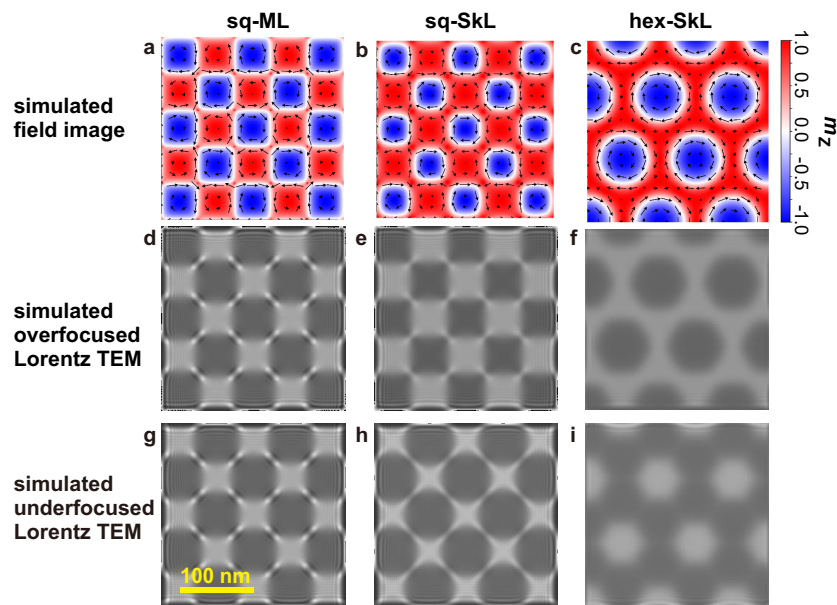 sq-ML sq-SkL hex-SkL
a b c
simulated
field image
1.0
0.5
0.0
-0.5
-1.0
mz
d e f
simulated
overfocused
Lorentz TEM
g h i
simulated
underfocused
Lorentz TEM
100 nm